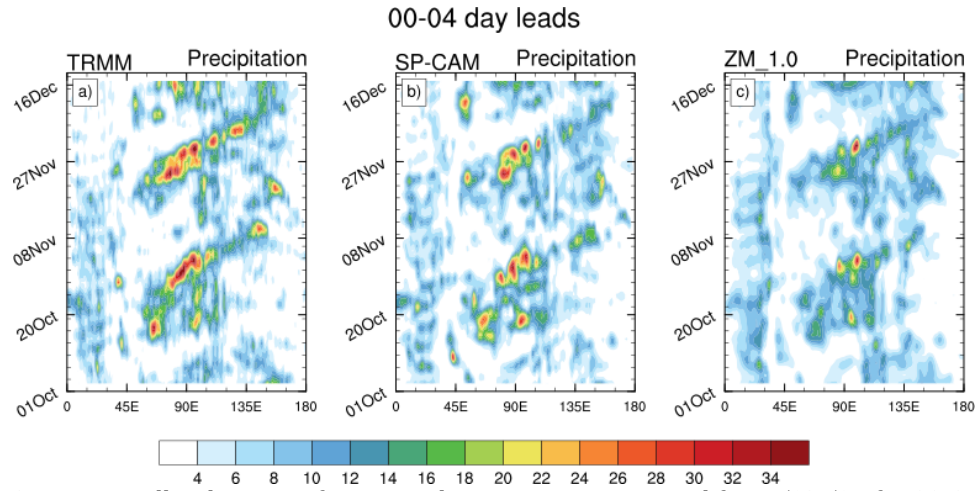 00-04 day leads
TRMM Precipitation
SP-CAM Precipitation
ZM_1.0 Precipitation
a)
b)
c)
16Dec
27Nov
08Nov
20Oct
01Oct
0 45E 90E 135E 180
16Dec
27Nov
08Nov
20Oct
01Oct
0 45E 90E 135E 180
16Dec
27Nov
08Nov
20Oct
01Oct
0 45E 90E 135E 180
4 6 8 10 12 14 16 18 20 22 24 26 28 30 32 34